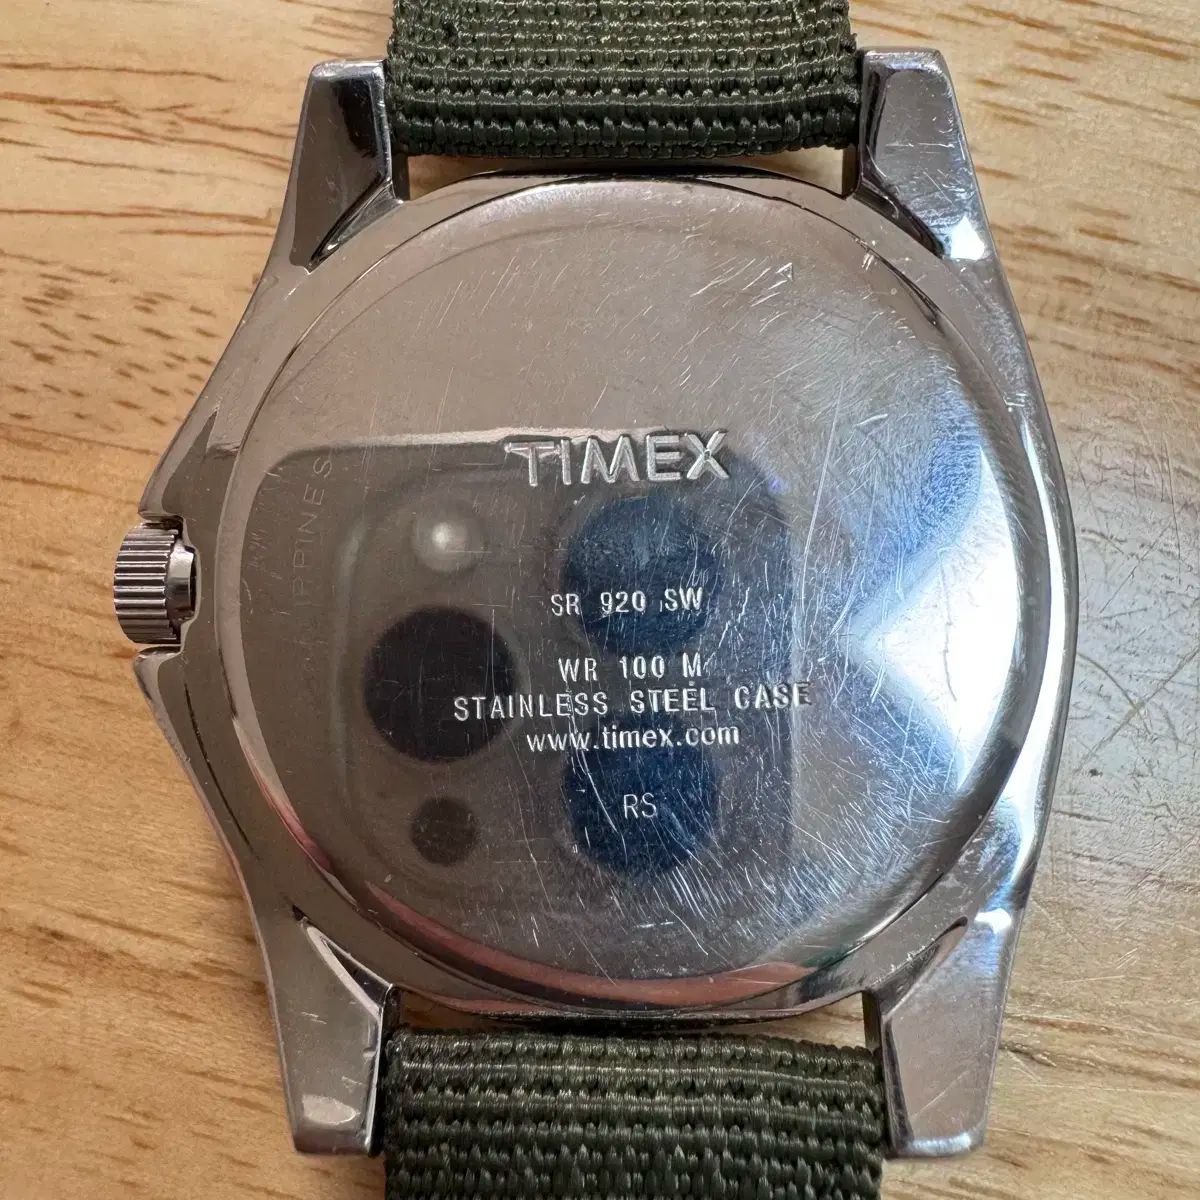 TIMEX
SR 920 SW
WR 100 M
STAINLESS STEEL CASE
www.timex.com
RS